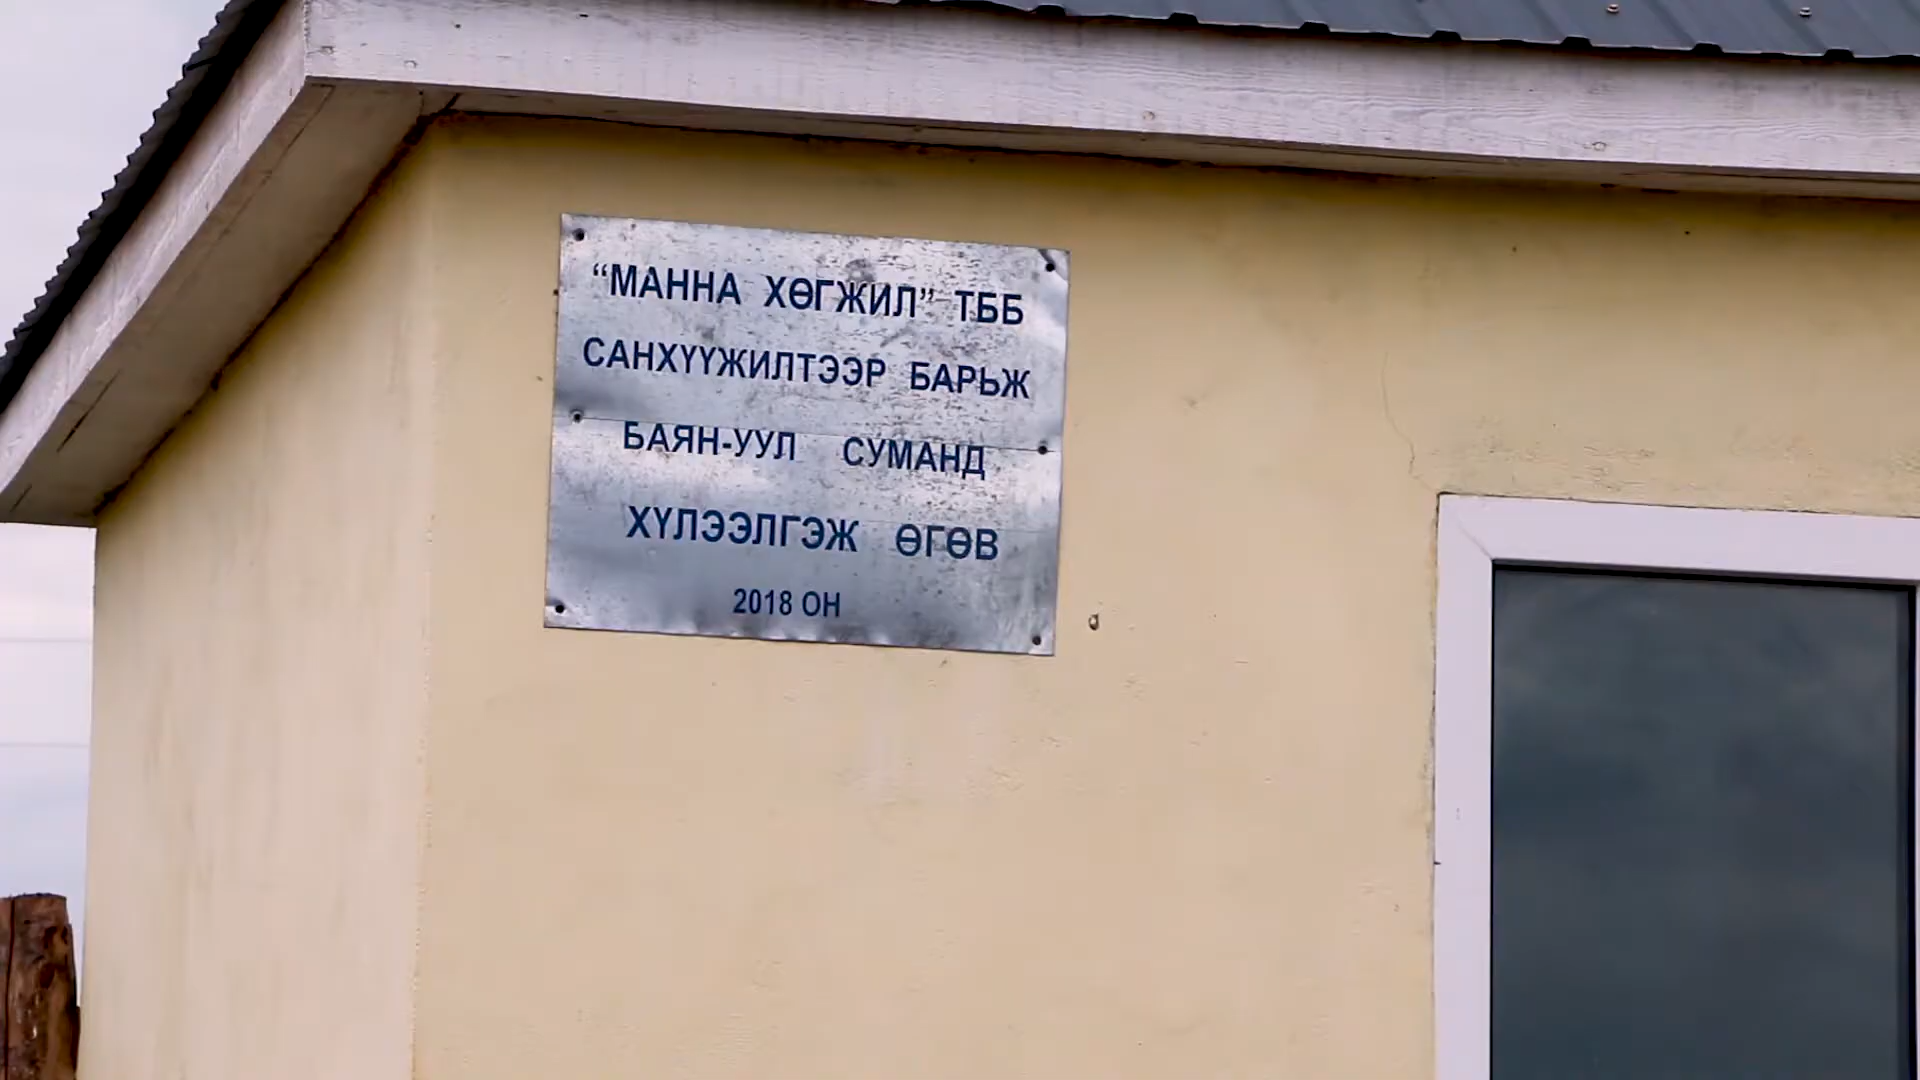 “МАННА ХӨГЖИЛ” ТББ
САНХҮҮЖИЛТЭЭР БАРЬЖ
БАЯН-УУЛ СУМАНД
ХҮЛЭЭЛГЭЖ ӨГӨВ
2018 ОН